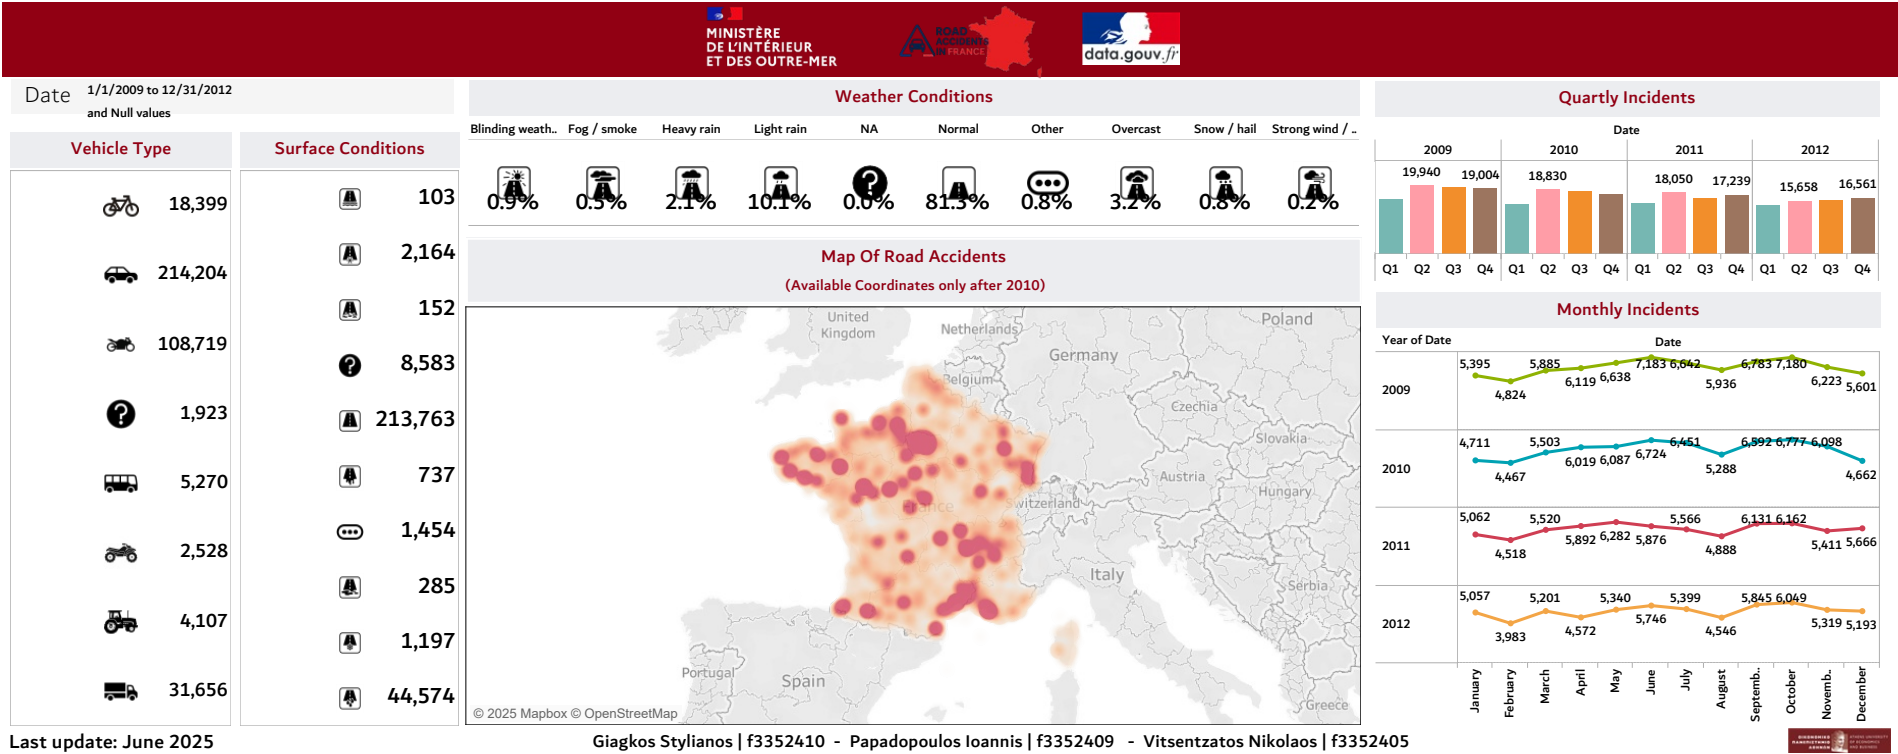 MINISTÈRE
DE L'INTÉRIEUR
ET DES OUTRE-MER
ROAD
ACCIDENTS
IN FRANCE
data.gouv.fr
Date 1/1/2009 to 12/31/2012
and Null values
Vehicle Type
18,399
214,204
108,719
1,923
5,270
2,528
4,107
31,656
Surface Conditions
103
2,164
152
8,583
213,763
737
1,454
285
1,197
44,574
Weather Conditions
Blinding weath.. Fog / smoke Heavy rain Light rain NA Normal Other Overcast Snow / hail Strong wind / ..
0.9% 0.5% 2.1% 10.1% 0.0% 81.5% 0.8% 3.2% 0.8% 0.2%
Map Of Road Accidents
(Available Coordinates only after 2010)
United
Kingdom
Netherlands
Poland
Germany
Belgium
Czechia
Slovakia
Austria
Hungary
Switzerland
France
Italy
Serbia
Portugal
Spain
Greece
© 2025 Mapbox © OpenStreetMap
Quartly Incidents
Date
2009 2010 2011 2012
19,940 19,004 18,830 18,050 17,239 15,658 16,561
Q1 Q2 Q3 Q4 Q1 Q2 Q3 Q4 Q1 Q2 Q3 Q4 Q1 Q2 Q3 Q4
Monthly Incidents
Year of Date Date
2009
5,395 4,824 5,885 6,119 6,638 7,183 6,642 5,936 6,783 7,180 6,223 5,601
2010
4,711 4,467 5,503 6,019 6,087 6,724 6,451 5,288 6,592 6,777 6,098 4,662
2011
5,062 4,518 5,520 5,892 6,282 5,876 5,566 4,888 6,131 6,162 5,411 5,666
2012
5,057 3,983 5,201 4,572 5,340 5,746 5,399 4,546 5,845 6,049 5,319 5,193
January February March April May June July August Septemb.. October Novemb.. December
Last update: June 2025
Giagkos Stylianos | f3352410 - Papadopoulos Ioannis | f3352409 - Vitsentzatos Nikolaos | f3352405